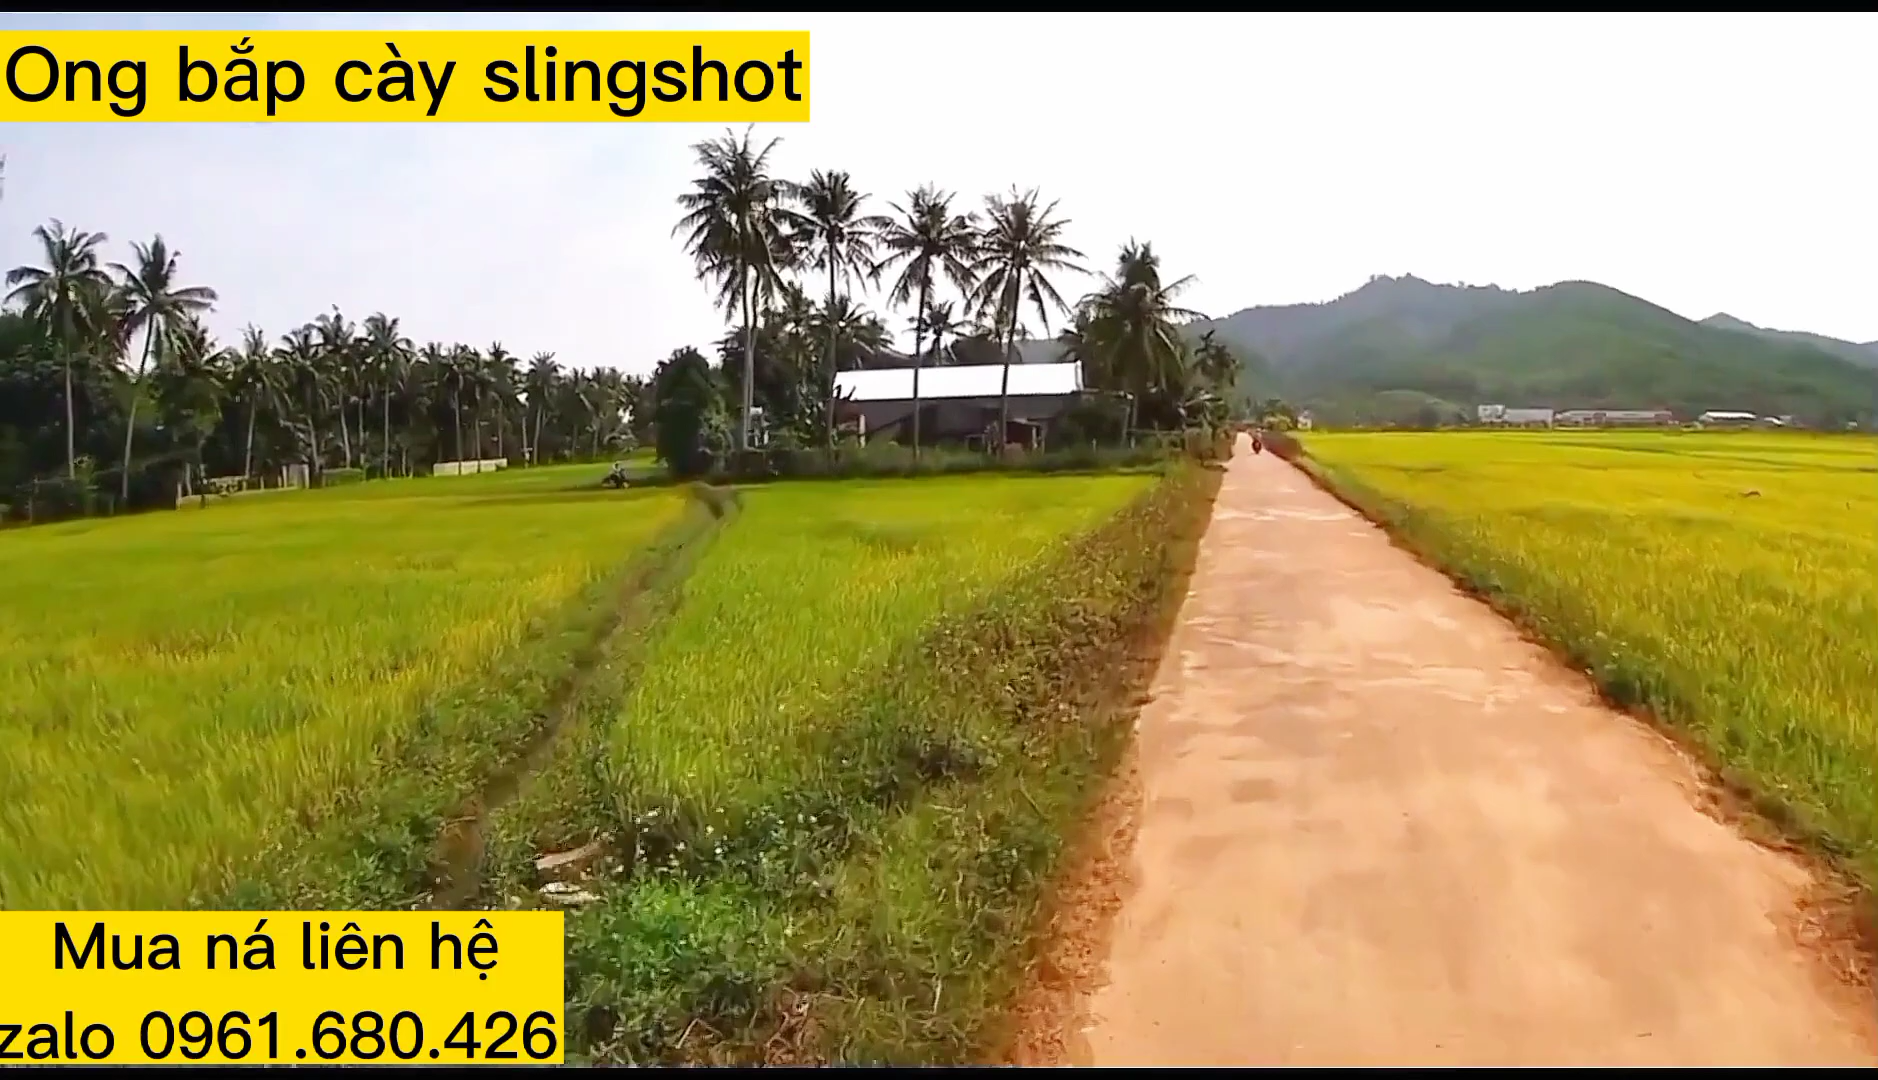 Ong bắp cày slingshot
Mua ná liên hệ
zalo 0961.680.426